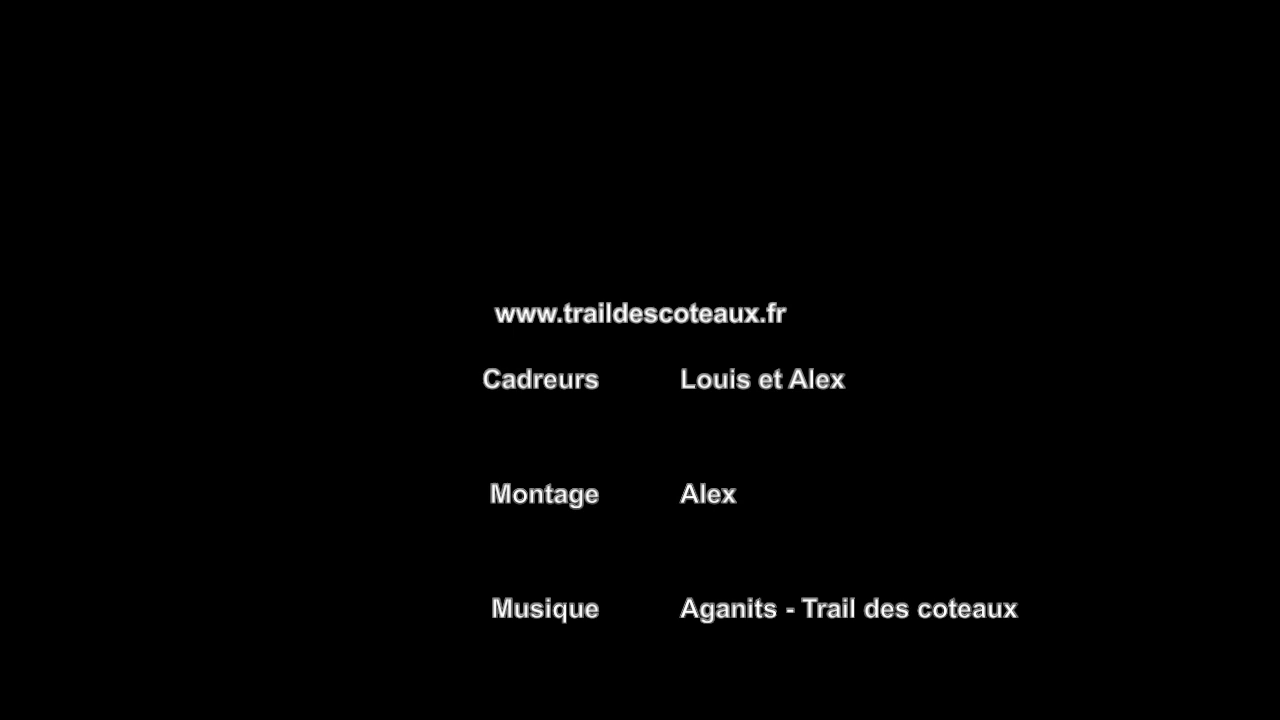 www.traildescoteaux.fr
Cadreurs Louis et Alex
Montage Alex
Musique Aganits - Trail des coteaux